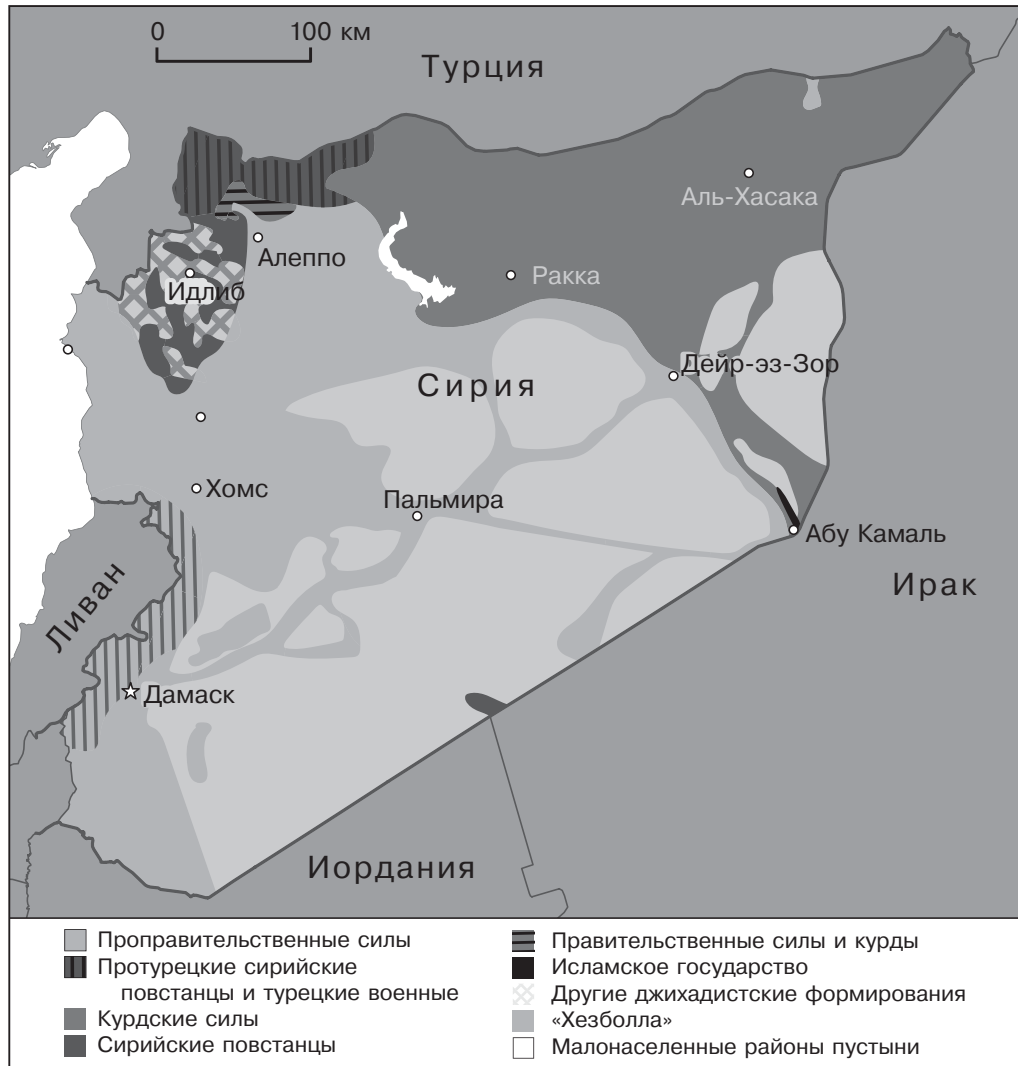 0 100 км
Турция
Аль-Хасака
Алеппо
Ракка
Идлиб
Дейр-эз-Зор
Сирия
Хомс
Пальмира
Абу Камаль
Ирак
Ливан
Дамаск
Иордания
Проправительственные силы
Протурецкие сирийские
повстанцы и турецкие военные
Курдские силы
Сирийские повстанцы
Правительственные силы и курды
Исламское государство
Другие джихадистские формирования
«Хезболла»
Малонаселенные районы пустыни